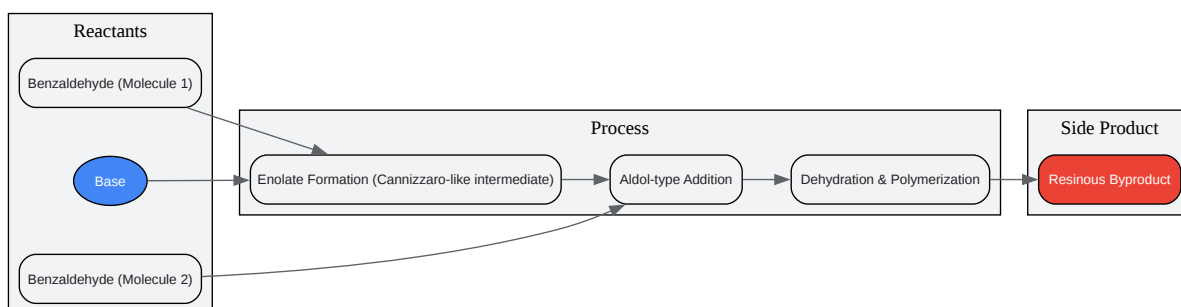 Reactants
Benzaldehyde (Molecule 1)
Base
Benzaldehyde (Molecule 2)
Process
Enolate Formation (Cannizzaro-like intermediate)
Aldol-type Addition
Dehydration & Polymerization
Side Product
Resinous Byproduct